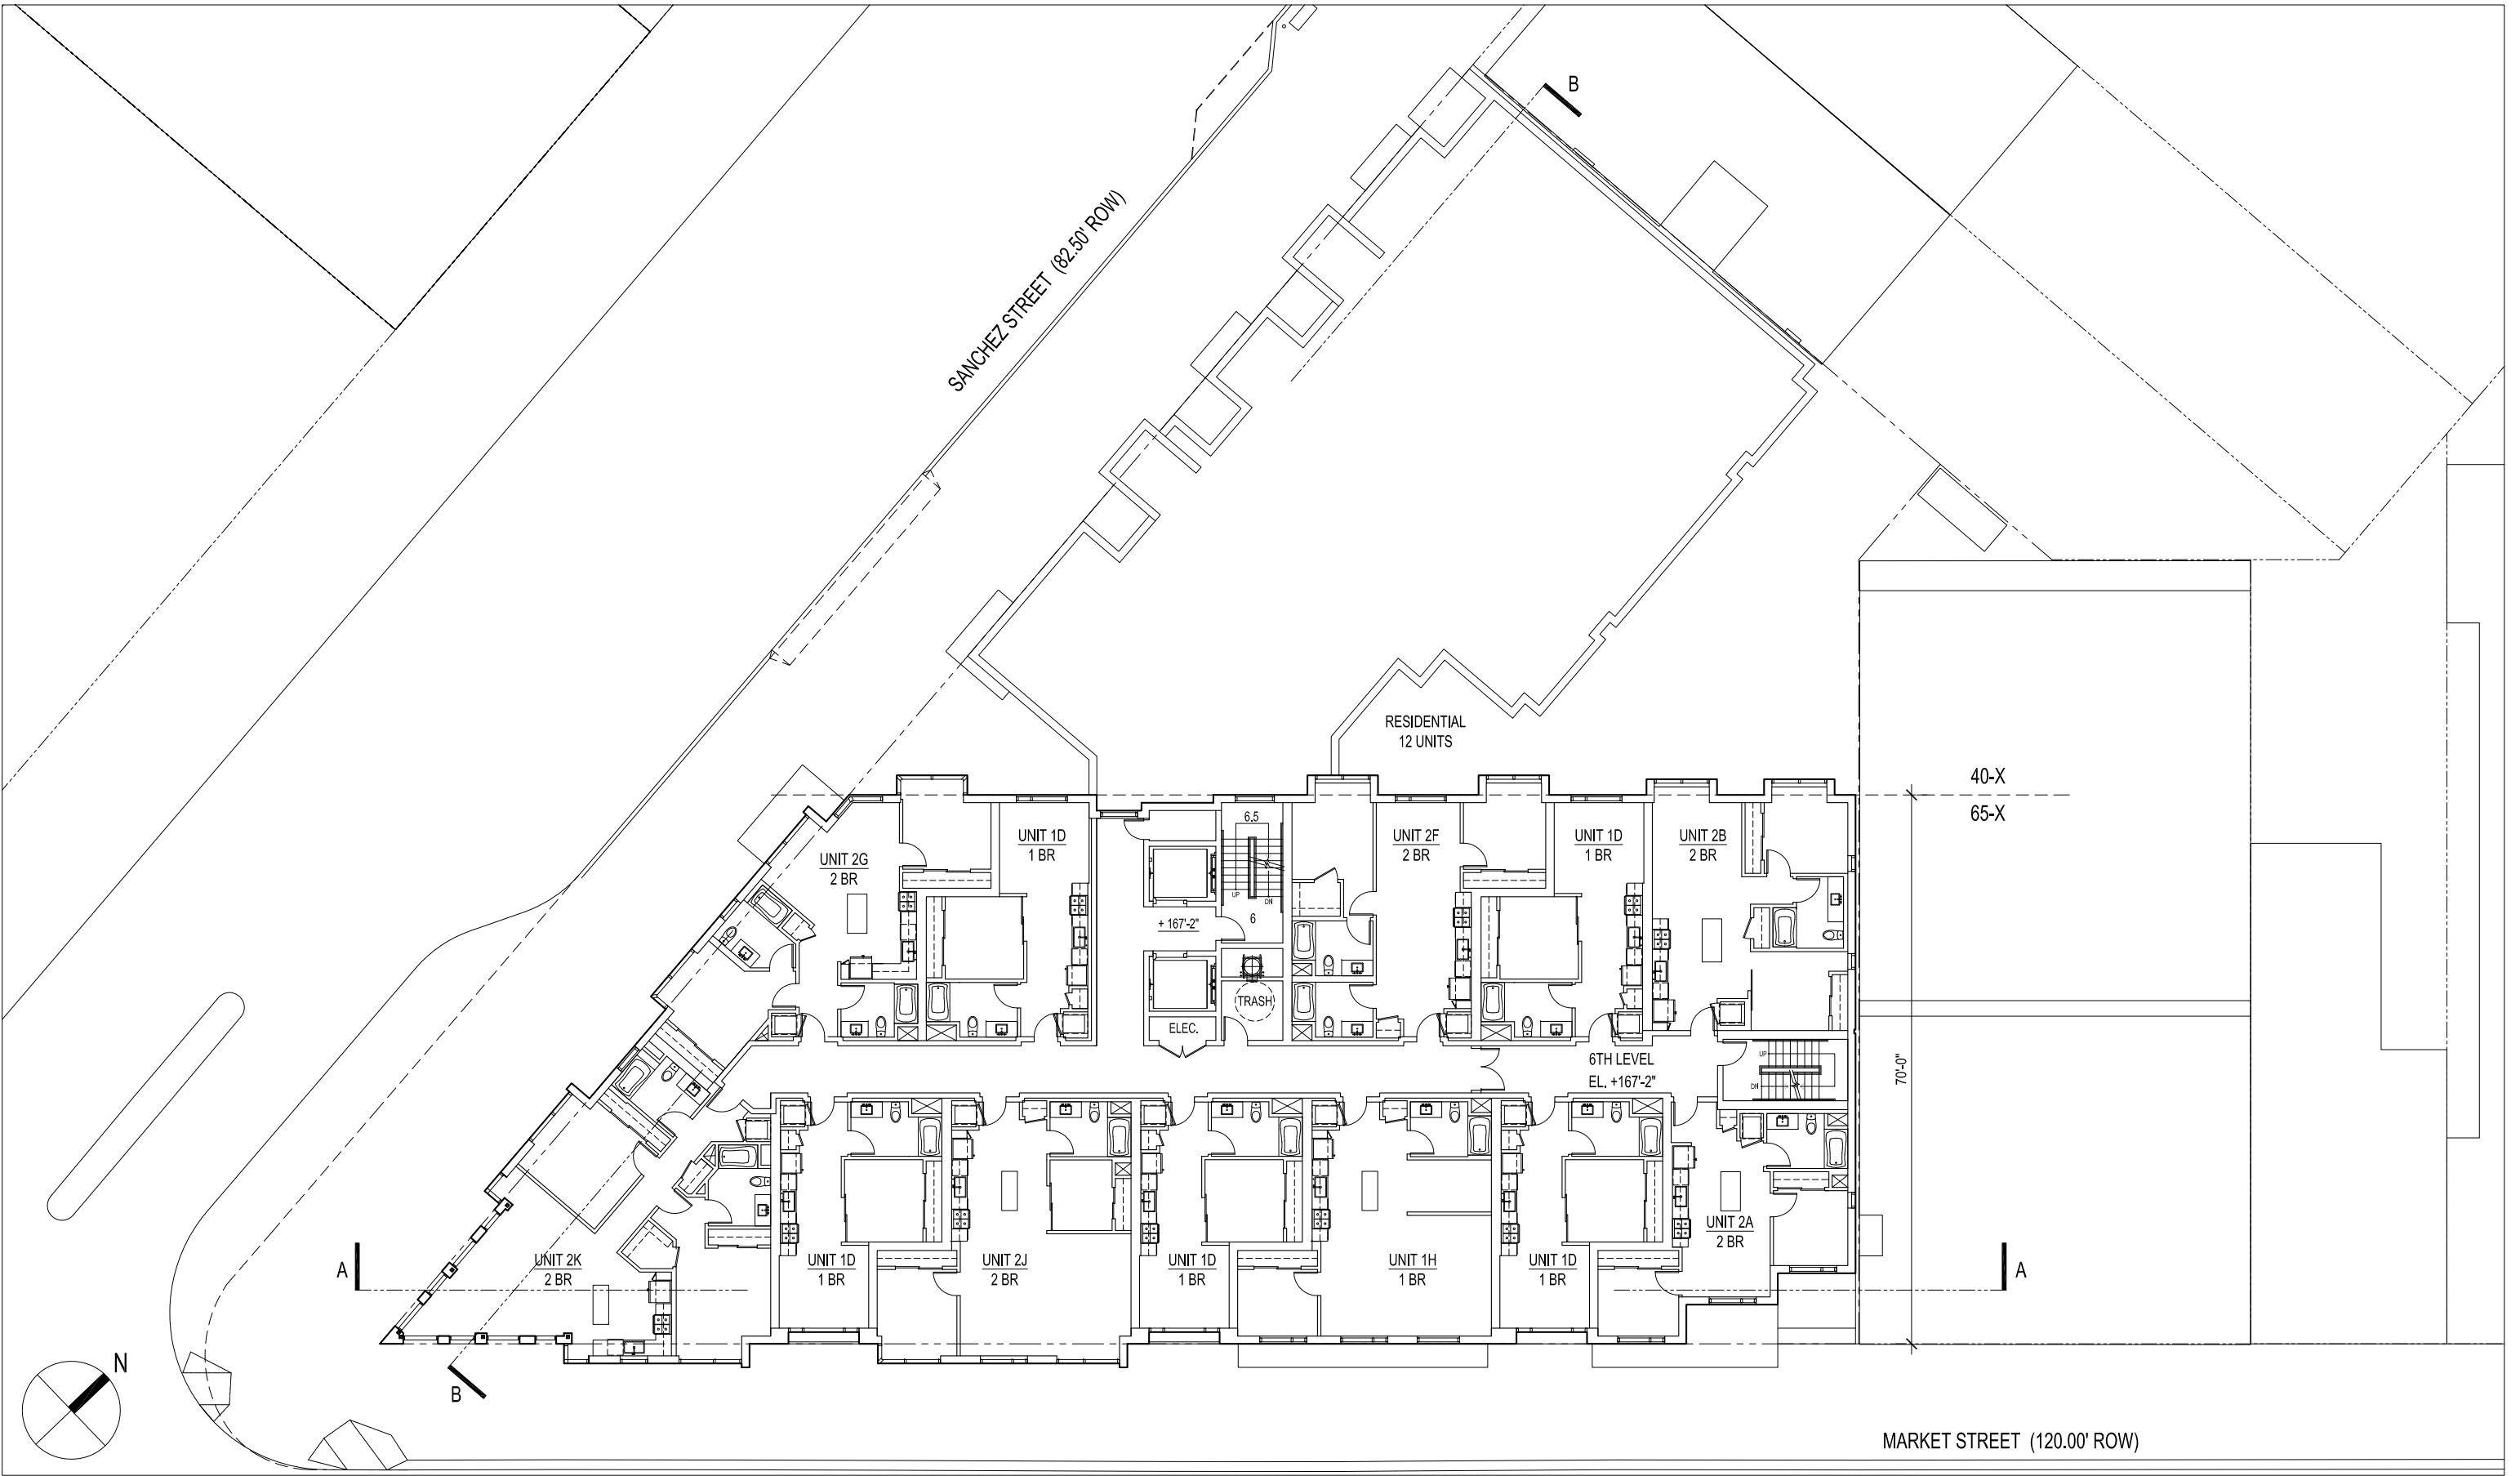 B
SANCHEZ STREET (82.50' ROW)
RESIDENTIAL
12 UNITS
40-X
65-X
70'-0"
UNIT 2G
2 BR
UNIT 1D
1 BR
6.5
UP
DN
6
+ 167'-2"
TRASH
ELEC.
UNIT 2F
2 BR
UNIT 1D
1 BR
UNIT 2B
2 BR
6TH LEVEL
EL. +167'-2"
UP
DN
A
UNIT 2K
2 BR
UNIT 1D
1 BR
UNIT 2J
2 BR
UNIT 1D
1 BR
UNIT 1H
1 BR
UNIT 1D
1 BR
UNIT 2A
2 BR
A
N
B
MARKET STREET (120.00' ROW)